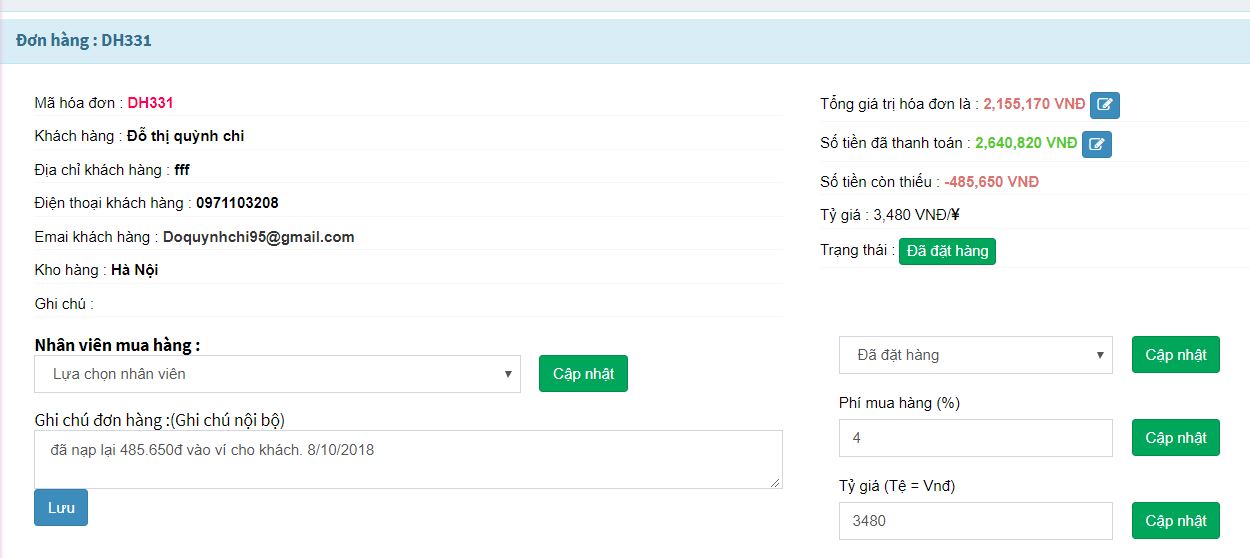 Đơn hàng : DH331
Mã hóa đơn : DH331
Khách hàng : Đỗ thị quỳnh chi
Địa chỉ khách hàng : fff
Điện thoại khách hàng : 0971103208
Emai khách hàng : Doquynhchi95@gmail.com
Kho hàng : Hà Nội
Ghi chú :
Nhân viên mua hàng :
Lựa chọn nhân viên
Cập nhật
Ghi chú đơn hàng :(Ghi chú nội bộ)
đã nạp lại 485.650đ vào ví cho khách. 8/10/2018
Lưu
Tổng giá trị hóa đơn là : 2,155,170 VNĐ
Số tiền đã thanh toán : 2,640,820 VNĐ
Số tiền còn thiếu : -485,650 VNĐ
Tỷ giá : 3,480 VNĐ/¥
Trạng thái : Đã đặt hàng
Đã đặt hàng
Cập nhật
Phí mua hàng (%)
4
Cập nhật
Tỷ giá (Tệ = Vnđ)
3480
Cập nhật